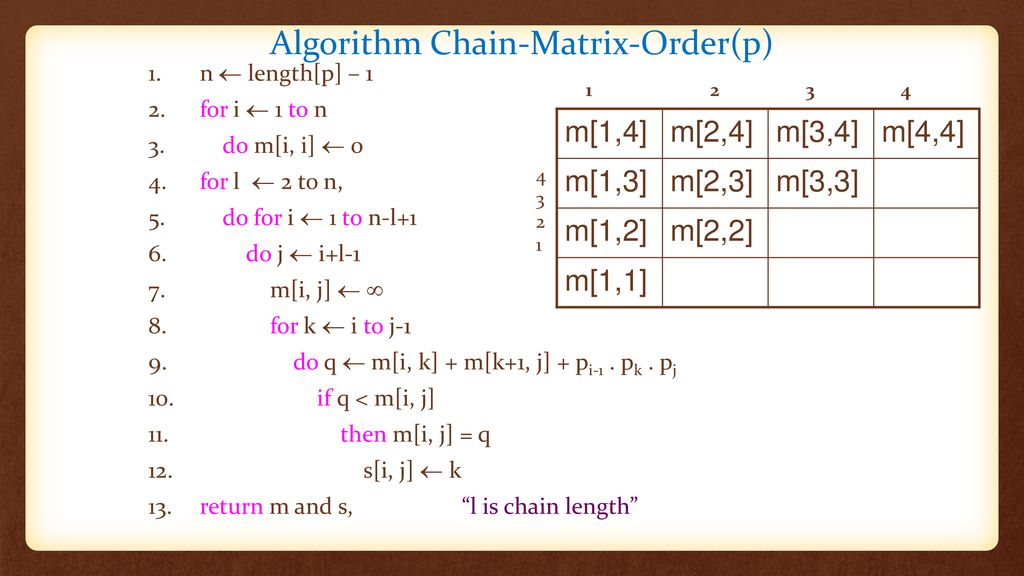 Algorithm Chain-Matrix-Order(p)
1. n ← length[p] – 1
2. for i ← 1 to n
3. do m[i, i] ← 0
4. for l ← 2 to n,
5. do for i ← 1 to n-l+1
6. do j ← i+l-1
7. m[i, j] ← ∞
8. for k ← i to j-1
9. do q ← m[i, k] + m[k+1, j] + pᵢ₋₁ . pₖ . pⱼ
10. if q < m[i, j]
11. then m[i, j] = q
12. s[i, j] ← k
13. return m and s, “l is chain length”
1 2 3 4
4
3
2
1
m[1,4] m[2,4] m[3,4] m[4,4]
m[1,3] m[2,3] m[3,3]
m[1,2] m[2,2]
m[1,1]